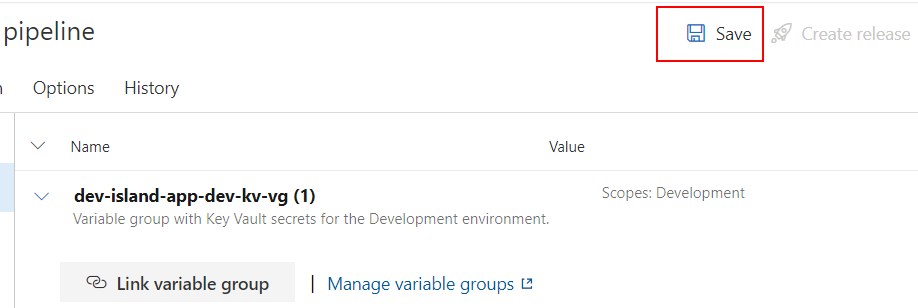 pipeline
Save
Create release
n
Options
History
Name
Value
dev-island-app-dev-kv-vg (1)
Scopes: Development
Variable group with Key Vault secrets for the Development environment.
Link variable group
| Manage variable groups